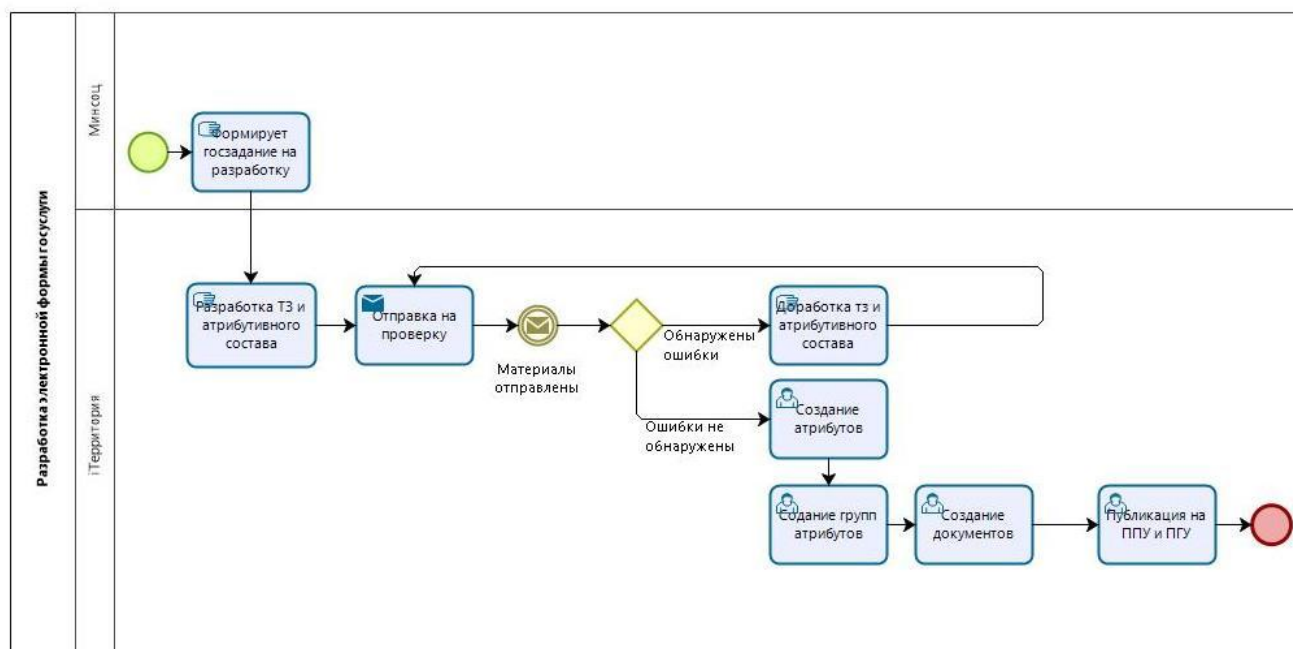 Разработка электронной формы госуслуги
Минсоц
Формирует
госзадание на
разработку
iТерритория
Разработка ТЗ и
атрибутивного
состава
Отправка на
проверку
Материалы
отправлены
Обнаружены
ошибки
Доработка тз и
атрибутивного
состава
Ошибки не
обнаружены
Создание
атрибутов
Содание групп
атрибутов
Создание
документов
Публикация на
ППУ и ПГУ